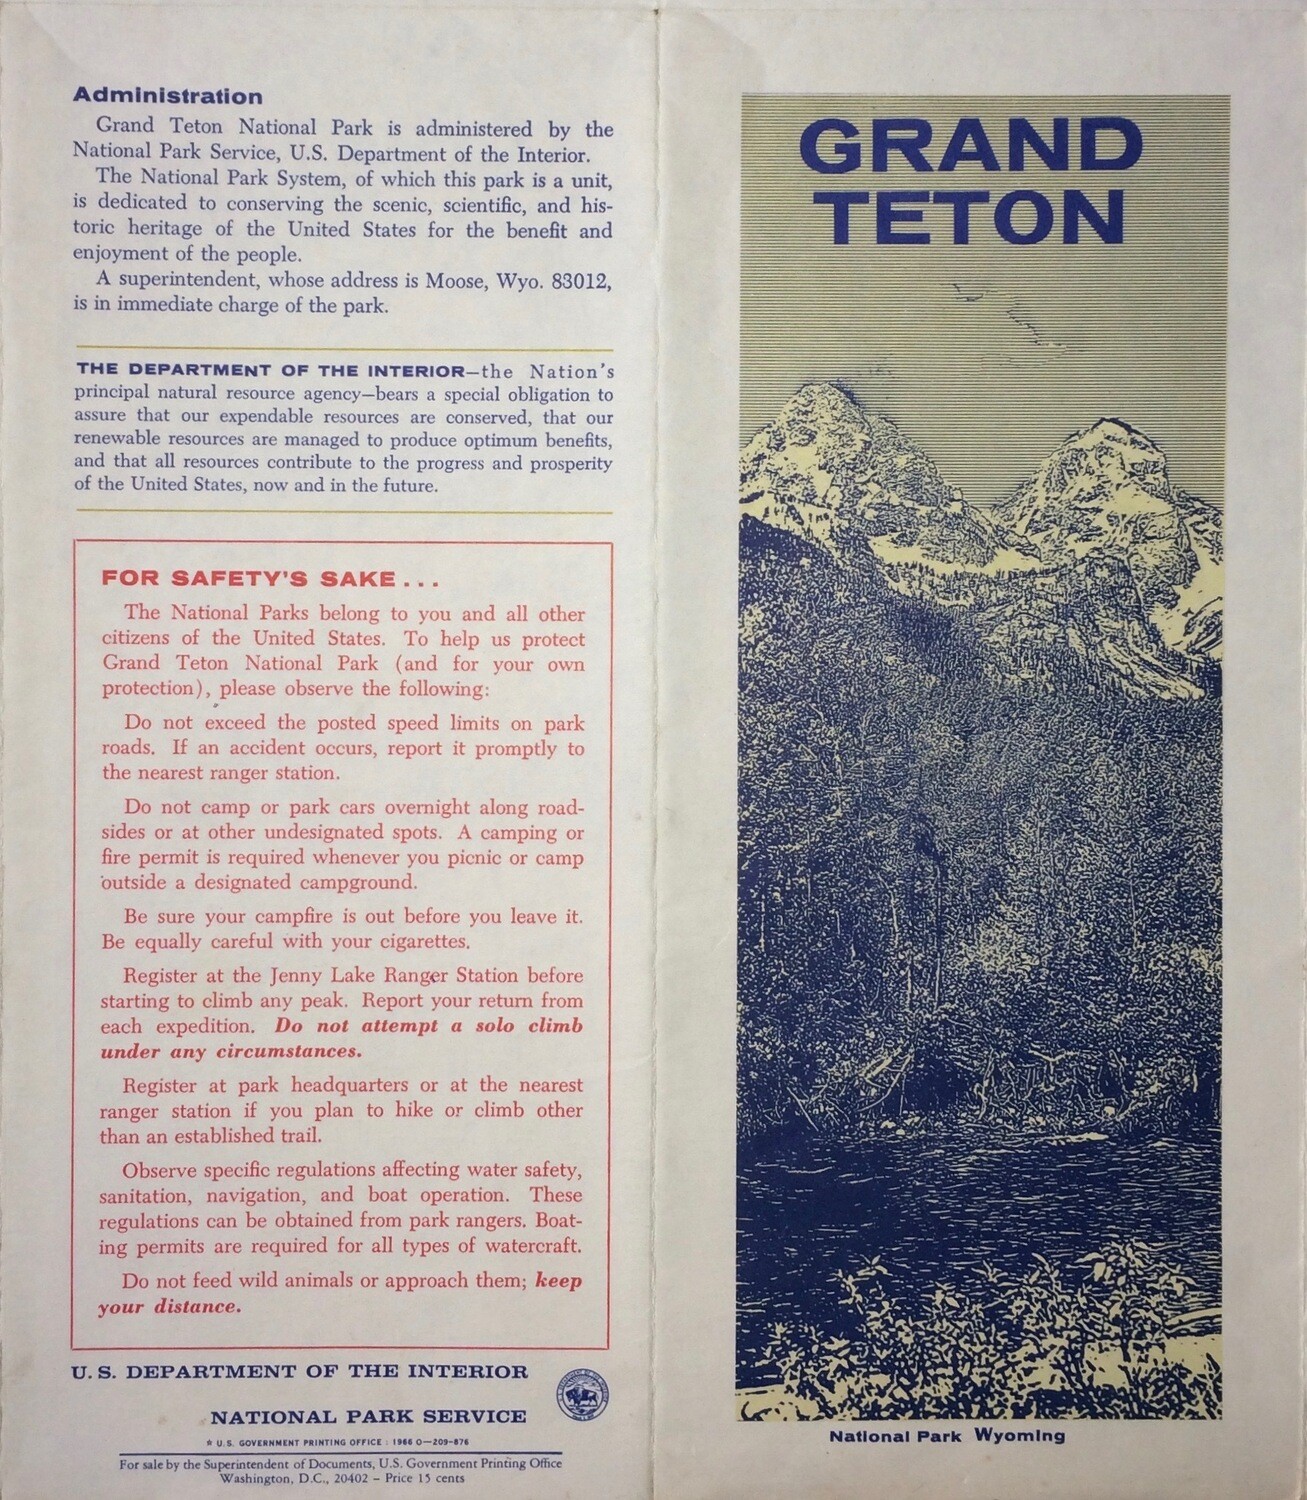 Administration
Grand Teton National Park is administered by the
National Park Service, U.S. Department of the Interior.
The National Park System, of which this park is a unit,
is dedicated to conserving the scenic, scientific, and his-
toric heritage of the United States for the benefit and
enjoyment of the people.
A superintendent, whose address is Moose, Wyo. 83012,
is in immediate charge of the park.
THE DEPARTMENT OF THE INTERIOR—the Nation's
principal natural resource agency—bears a special obligation to
assure that our expendable resources are conserved, that our
renewable resources are managed to produce optimum benefits,
and that all resources contribute to the progress and prosperity
of the United States, now and in the future.
FOR SAFETY'S SAKE . . .
The National Parks belong to you and all other
citizens of the United States. To help us protect
Grand Teton National Park (and for your own
protection), please observe the following:
Do not exceed the posted speed limits on park
roads. If an accident occurs, report it promptly to
the nearest ranger station.
Do not camp or park cars overnight along road-
sides or at other undesignated spots. A camping or
fire permit is required whenever you picnic or camp
outside a designated campground.
Be sure your campfire is out before you leave it.
Be equally careful with your cigarettes.
Register at the Jenny Lake Ranger Station before
starting to climb any peak. Report your return from
each expedition. Do not attempt a solo climb
under any circumstances.
Register at park headquarters or at the nearest
ranger station if you plan to hike or climb other
than an established trail.
Observe specific regulations affecting water safety,
sanitation, navigation, and boat operation. These
regulations can be obtained from park rangers. Boat-
ing permits are required for all types of watercraft.
Do not feed wild animals or approach them; keep
your distance.
U. S. DEPARTMENT OF THE INTERIOR
NATIONAL PARK SERVICE
☆ U.S. GOVERNMENT PRINTING OFFICE : 1966 O—209-876
For sale by the Superintendent of Documents, U.S. Government Printing Office
Washington, D.C., 20402 – Price 15 cents
GRAND
TETON
National Park Wyoming